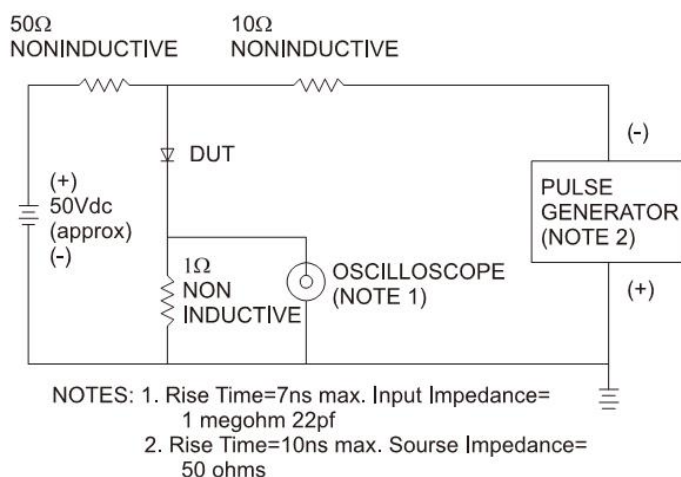 50Ω
NONINDUCTIVE
10Ω
NONINDUCTIVE
DUT
(+)
50Vdc
(approx)
(-)
(-)
PULSE
GENERATOR
(NOTE 2)
(+)
1Ω
NON
INDUCTIVE
OSCILLOSCOPE
(NOTE 1)
NOTES: 1. Rise Time=7ns max. Input Impedance=
1 megohm 22pf
2. Rise Time=10ns max. Sourse Impedance=
50 ohms